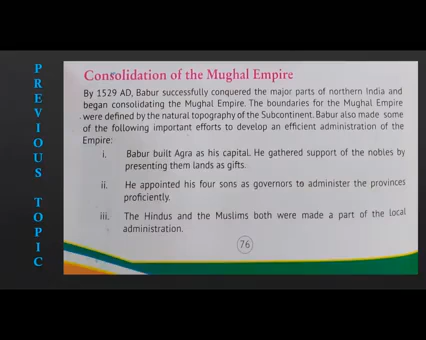 PREVIOUS TOPIC
Consolidation of the Mughal Empire
By 1529 AD, Babur successfully conquered the major parts of northern India and
began consolidating the Mughal Empire. The boundaries for the Mughal Empire
were defined by the natural topography of the Subcontinent. Babur also made some
of the following important efforts to develop an efficient administration of the
Empire:
i. Babur built Agra as his capital. He gathered support of the nobles by
presenting them lands as gifts.
ii. He appointed his four sons as governors to administer the provinces
proficiently.
iii. The Hindus and the Muslims both were made a part of the local
administration.
76